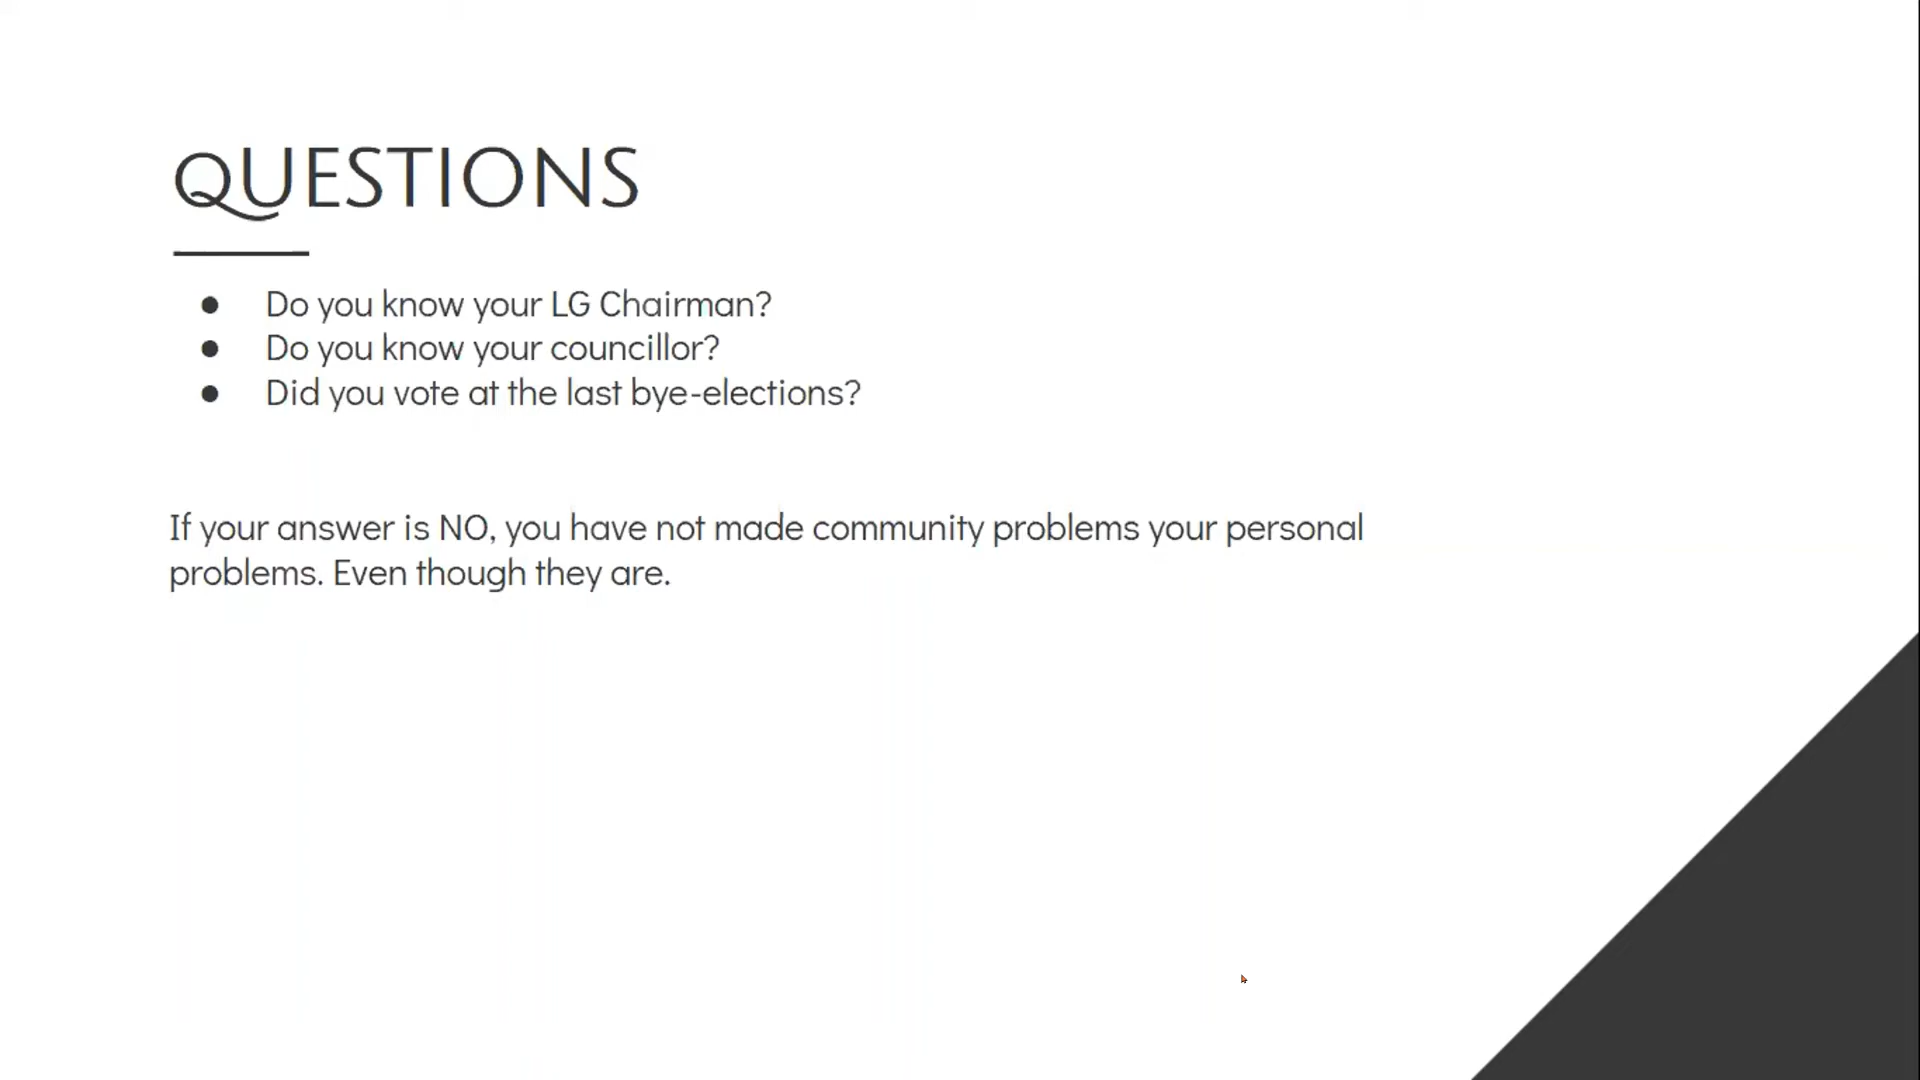 QUESTIONS
● Do you know your LG Chairman?
● Do you know your councillor?
● Did you vote at the last bye-elections?
If your answer is NO, you have not made community problems your personal
problems. Even though they are.